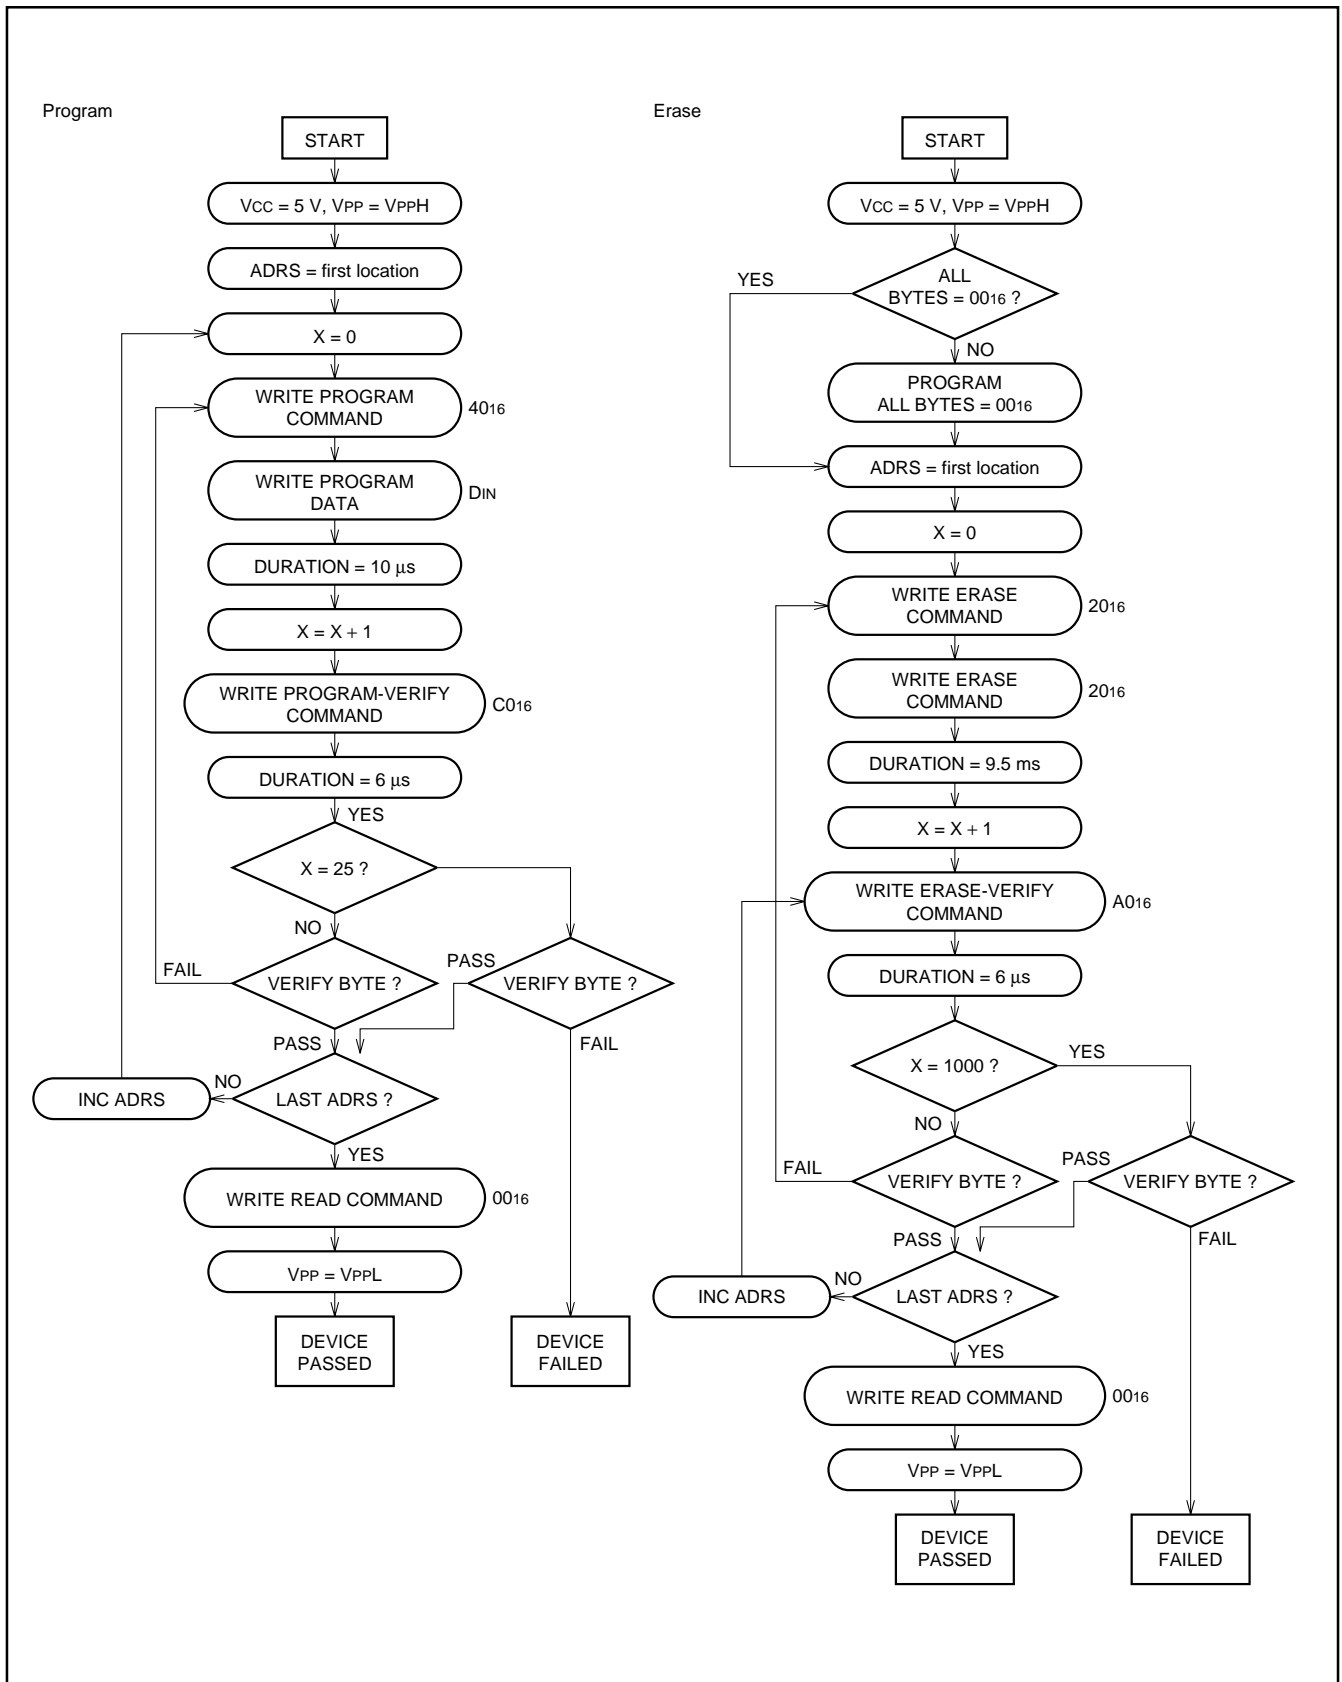 Program
START
VCC = 5 V, VPP = VPPH
ADRS = first location
X = 0
WRITE PROGRAM
COMMAND
4016
WRITE PROGRAM
DATA
DIN
DURATION = 10 µs
X = X + 1
WRITE PROGRAM-VERIFY
COMMAND
C016
DURATION = 6 µs
YES
X = 25 ?
NO
FAIL
VERIFY BYTE ?
PASS
VERIFY BYTE ?
PASS
FAIL
INC ADRS
NO
LAST ADRS ?
YES
WRITE READ COMMAND
0016
VPP = VPPL
DEVICE
PASSED
DEVICE
FAILED
Erase
START
VCC = 5 V, VPP = VPPH
YES
ALL
BYTES = 0016 ?
NO
PROGRAM
ALL BYTES = 0016
ADRS = first location
X = 0
WRITE ERASE
COMMAND
2016
WRITE ERASE
COMMAND
2016
DURATION = 9.5 ms
X = X + 1
WRITE ERASE-VERIFY
COMMAND
A016
DURATION = 6 µs
X = 1000 ?
YES
NO
FAIL
VERIFY BYTE ?
PASS
VERIFY BYTE ?
PASS
FAIL
INC ADRS
NO
LAST ADRS ?
YES
WRITE READ COMMAND
0016
VPP = VPPL
DEVICE
PASSED
DEVICE
FAILED